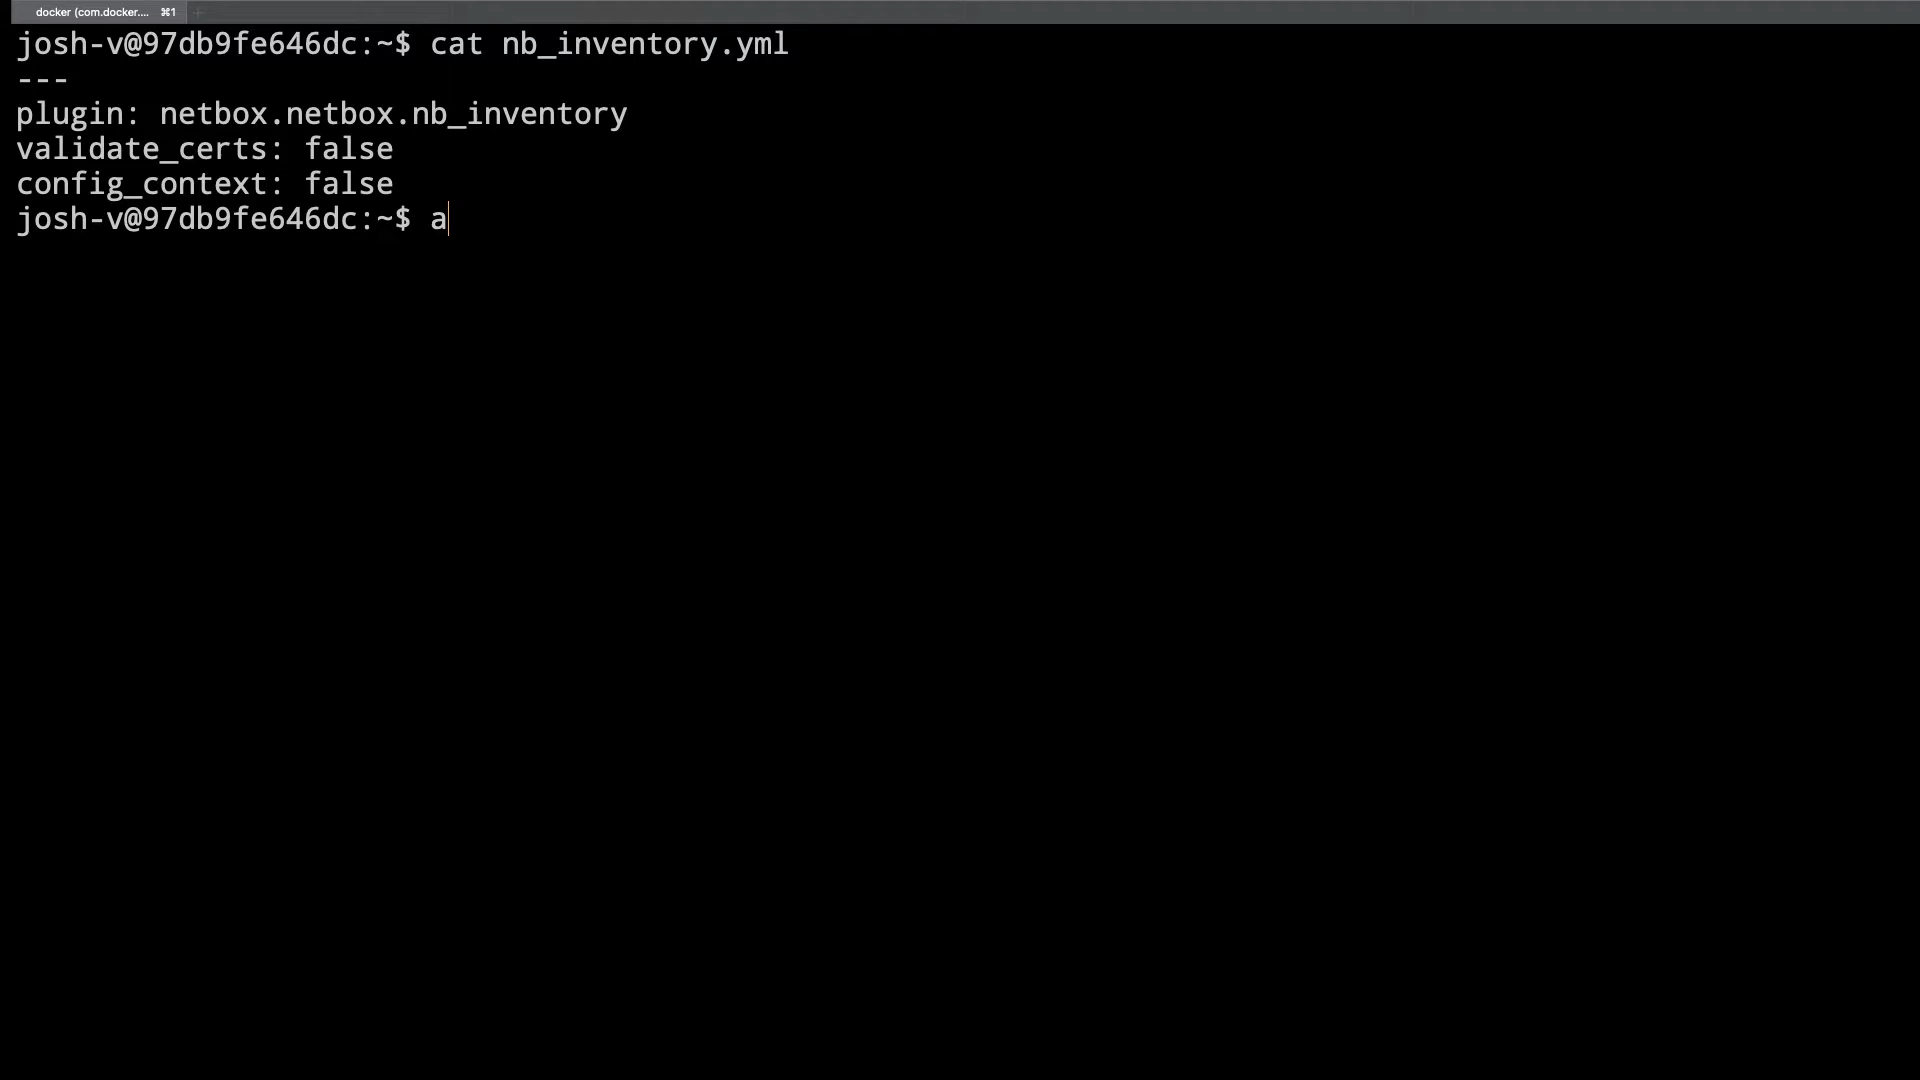 docker (com.docker.... ⌘1
josh-v@97db9fe646dc:~$ cat nb_inventory.yml
---
plugin: netbox.netbox.nb_inventory
validate_certs: false
config_context: false
josh-v@97db9fe646dc:~$ a